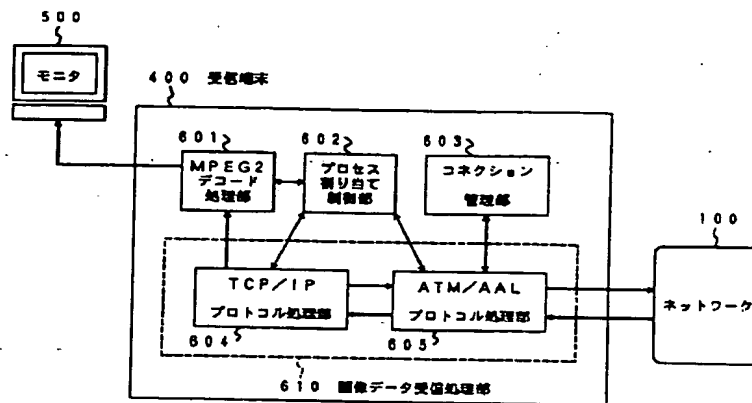 500
モニタ
400 受信端末
601
MPEG2
デコード
処理部
602
プロセス
割り当て
制御部
603
コネクション
管理部
100
ネットワーク
TCP/IP
プロトコル処理部
604
ATM/AAL
プロトコル処理部
605
610 画像データ受信処理部